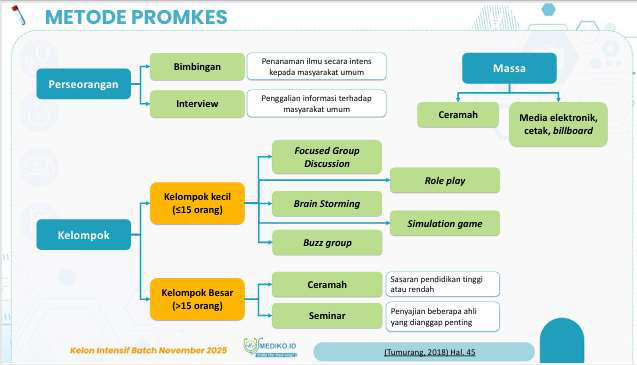 METODE PROMKES
Perseorangan
Bimbingan
Penanaman ilmu secara intens
kepada masyarakat umum
Interview
Penggalian informasi terhadap
masyarakat umum
Massa
Ceramah
Media elektronik,
cetak, billboard
Kelompok
Kelompok kecil
(≤15 orang)
Focused Group
Discussion
Role play
Brain Storming
Simulation game
Buzz group
Kelompok Besar
(>15 orang)
Ceramah
Sasaran pendidikan tinggi
atau rendah
Seminar
Penyajian beberapa ahli
yang dianggap penting
Kelon Intensif Batch November 2025
MEDIKO.ID
(Tumurang, 2018) Hal. 45